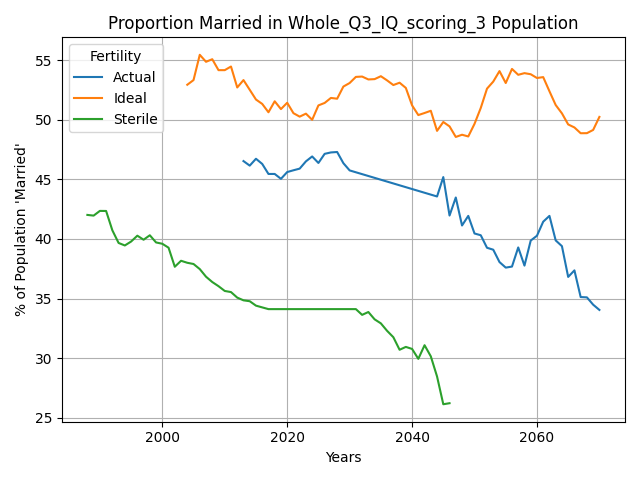 Proportion Married in Whole_Q3_IQ_scoring_3 Population
% of Population 'Married'
55
50
45
40
35
30
25
Fertility
Actual
Ideal
Sterile
2000
2020
2040
2060
Years